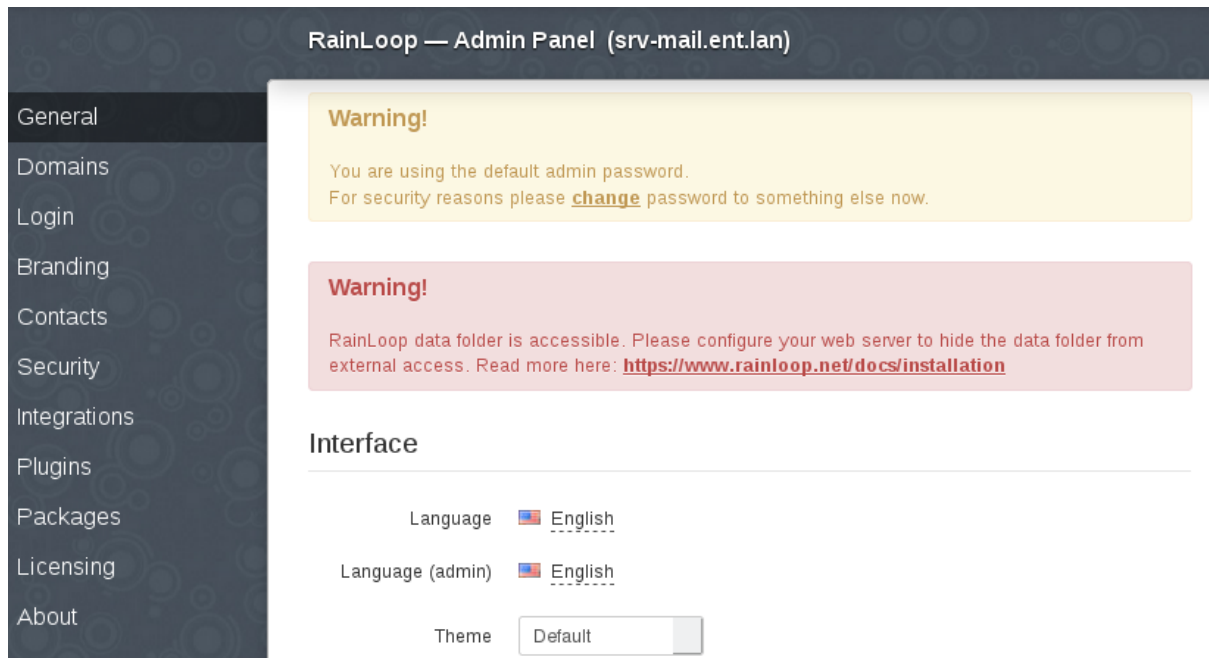 RainLoop — Admin Panel (srv-mail.ent.lan)
General
Domains
Login
Branding
Contacts
Security
Integrations
Plugins
Packages
Licensing
About
Warning!
You are using the default admin password.
For security reasons please change password to something else now.
Warning!
RainLoop data folder is accessible. Please configure your web server to hide the data folder from
external access. Read more here: https://www.rainloop.net/docs/installation
Interface
Language English
Language (admin) English
Theme Default